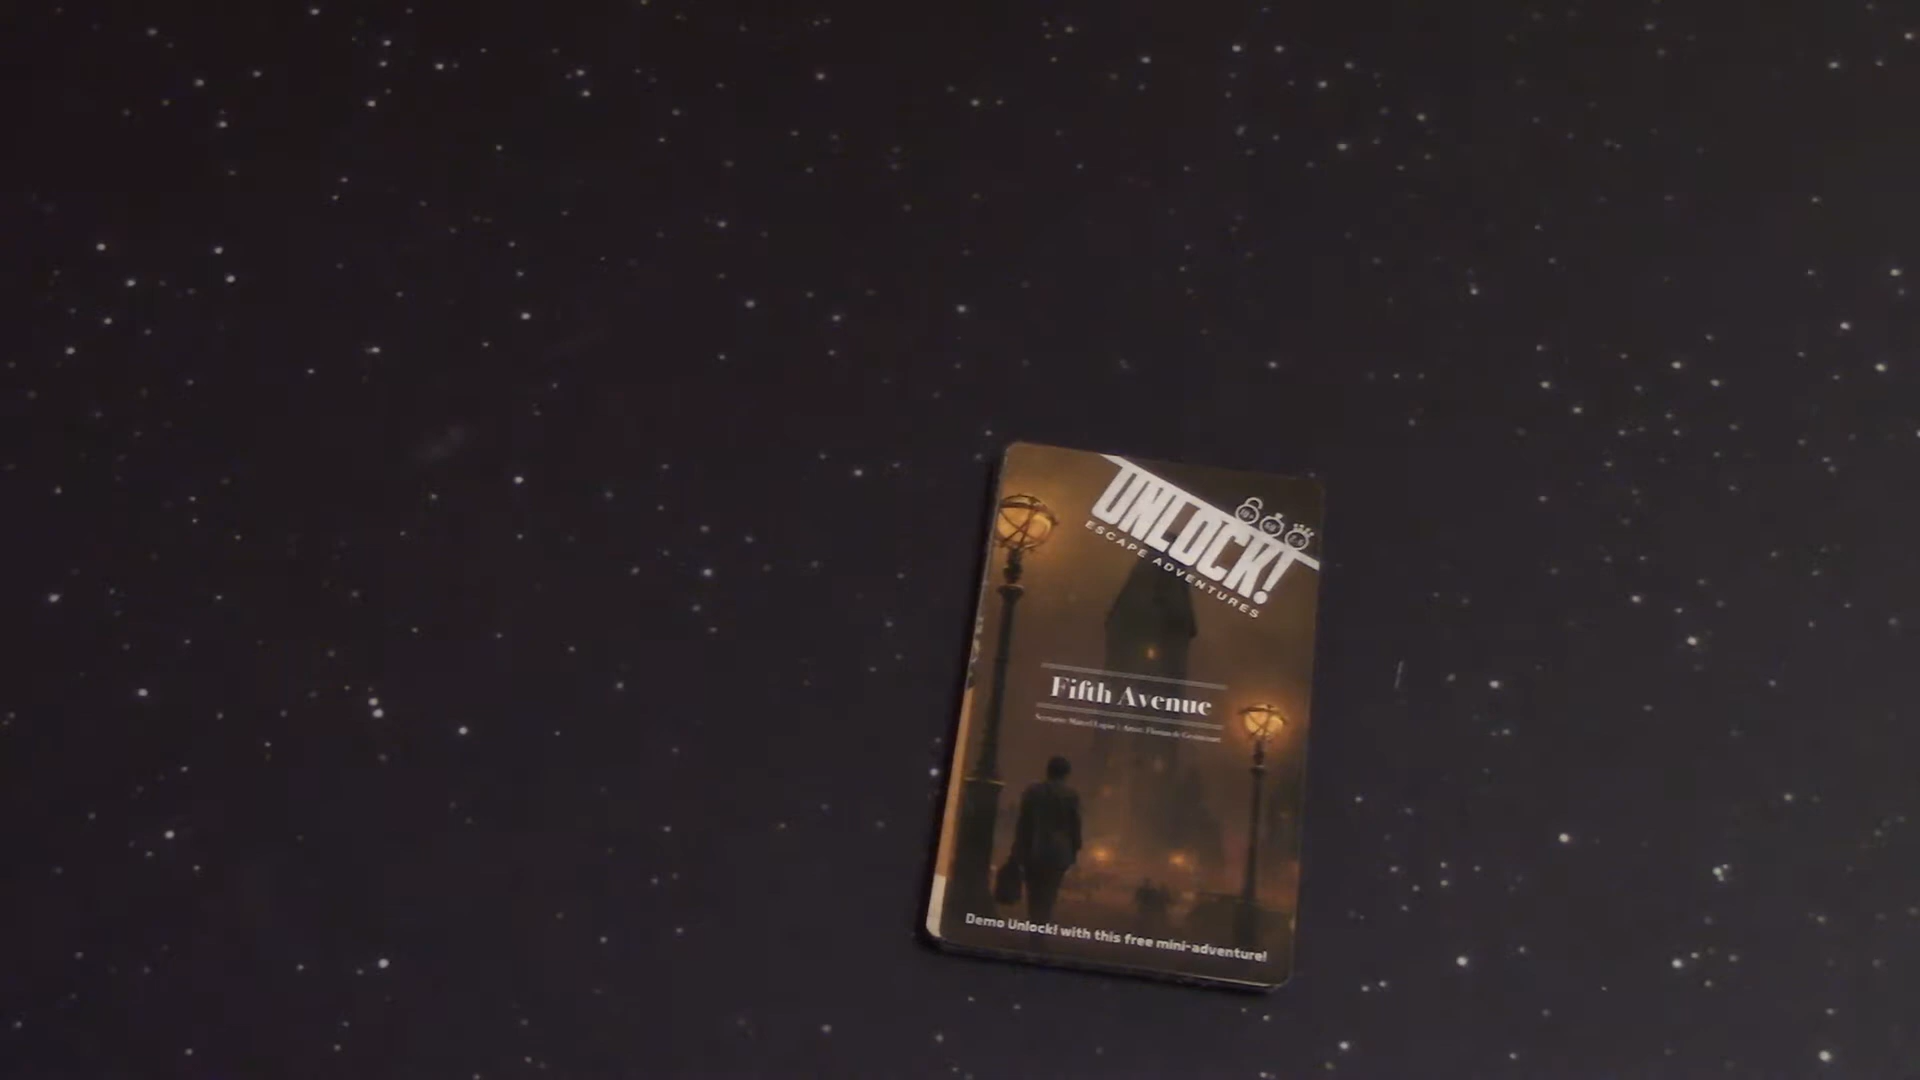 UNLOCK!
ESCAPE ADVENTURES
Fifth Avenue
Demo Unlock! with this free mini-adventure!